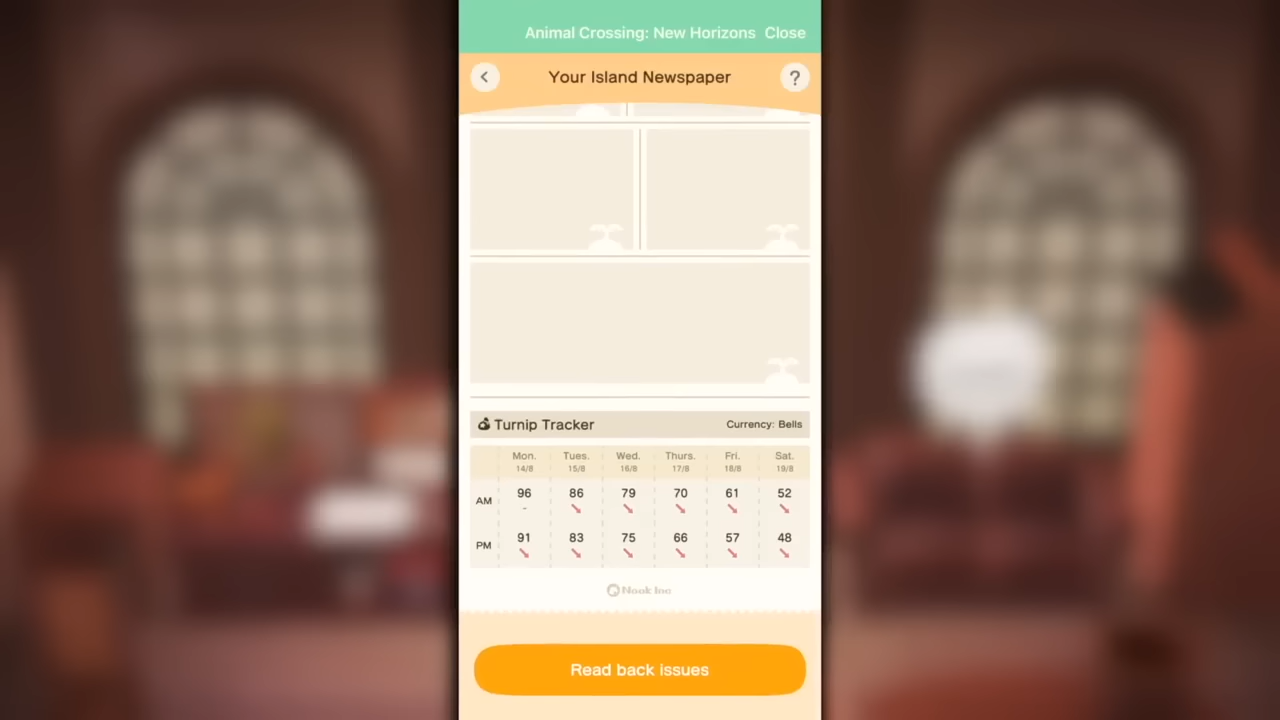 Animal Crossing: New Horizons Close
Your Island Newspaper ?
Turnip Tracker Currency: Bells
Mon. Tues. Wed. Thurs. Fri. Sat.
14/8 15/8 16/8 17/8 18/8 19/8
AM 96 86 79 70 61 52
-
PM 91 83 75 66 57 48
Nook Inc
Read back issues